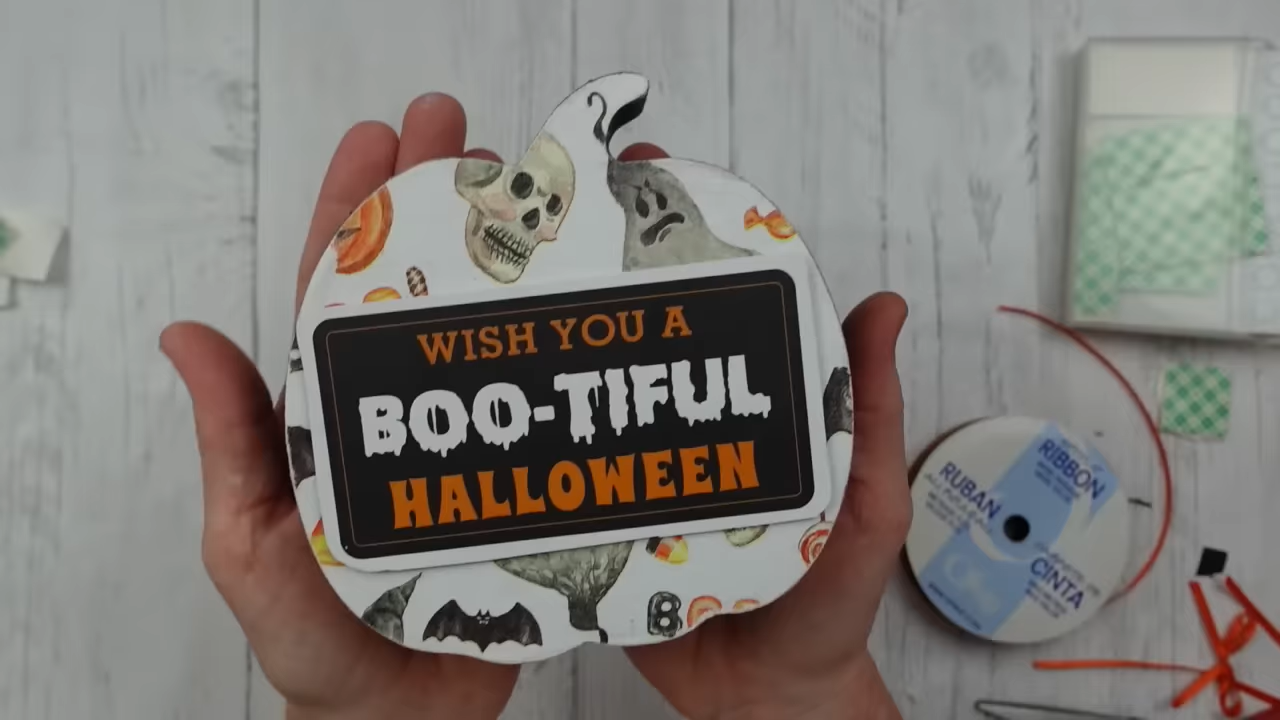 WISH YOU A
BOO-TIFUL
HALLOWEEN
RIBBON
RUBAN
CINTA